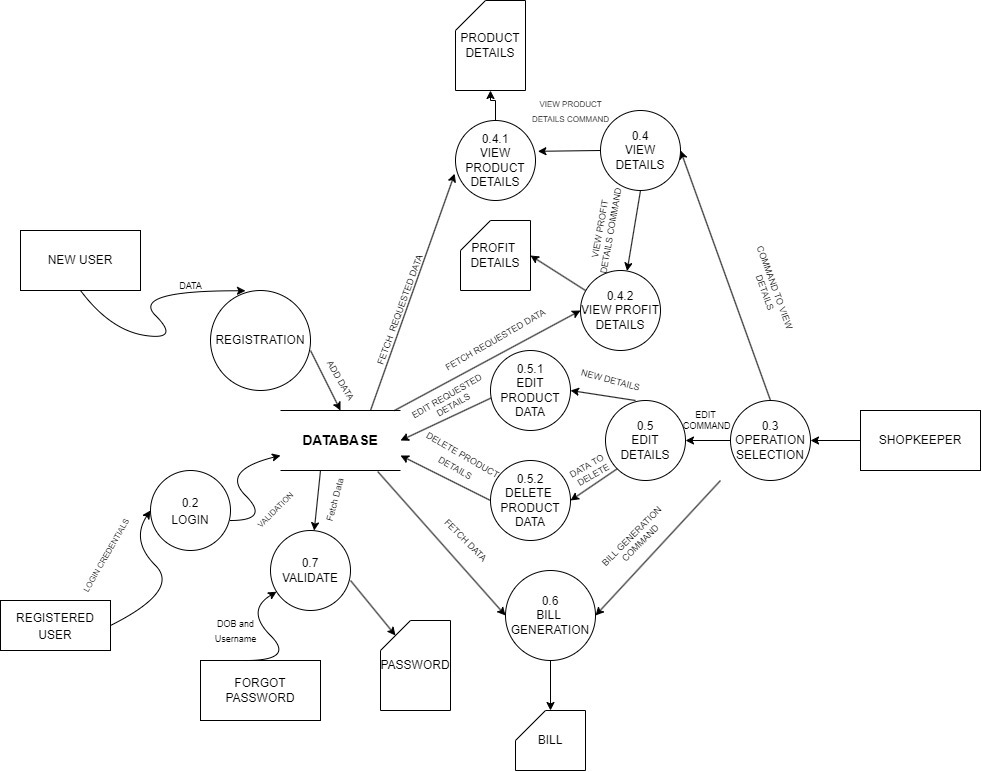 PRODUCT
DETAILS
VIEW PRODUCT
DETAILS COMMAND
0.4.1
VIEW
PRODUCT
DETAILS
0.4
VIEW
DETAILS
VIEW PROFIT
DETAILS COMMAND
PROFIT
DETAILS
NEW USER
DATA
REGISTRATION
ADD DATA
FETCH REQUESTED DATA
FETCH REQUESTED DATA
0.4.2
VIEW PROFIT
DETAILS
COMMAND TO VIEW
DETAILS
0.5.1
EDIT
PRODUCT
DATA
NEW DETAILS
EDIT REQUESTED
DETAILS
DATABASE
DELETE PRODUCT
DETAILS
0.5
EDIT
DETAILS
EDIT
COMMAND
0.3
OPERATION
SELECTION
SHOPKEEPER
DATA TO
DELETE
0.5.2
DELETE
PRODUCT
DATA
0.2
LOGIN
VALIDATION
Fetch Data
LOGIN CREDENTIALS
FETCH DATA
BILL GENERATION
COMMAND
0.7
VALIDATE
REGISTERED
USER
DOB and
Username
0.6
BILL
GENERATION
PASSWORD
FORGOT
PASSWORD
BILL